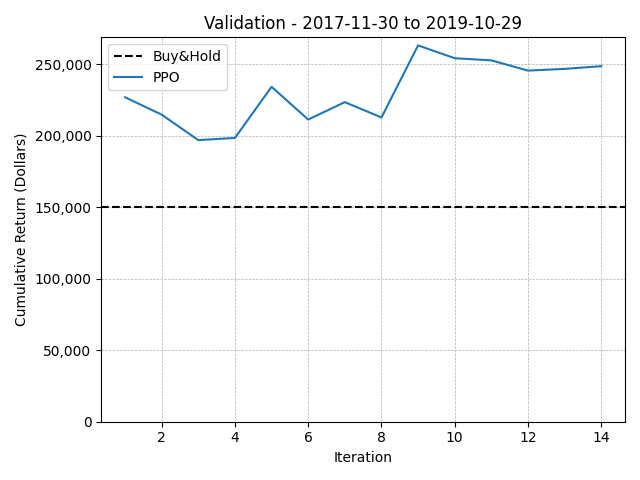 Validation - 2017-11-30 to 2019-10-29
Buy&Hold
PPO
Cumulative Return (Dollars)
250,000
200,000
150,000
100,000
50,000
0
2 4 6 8 10 12 14
Iteration